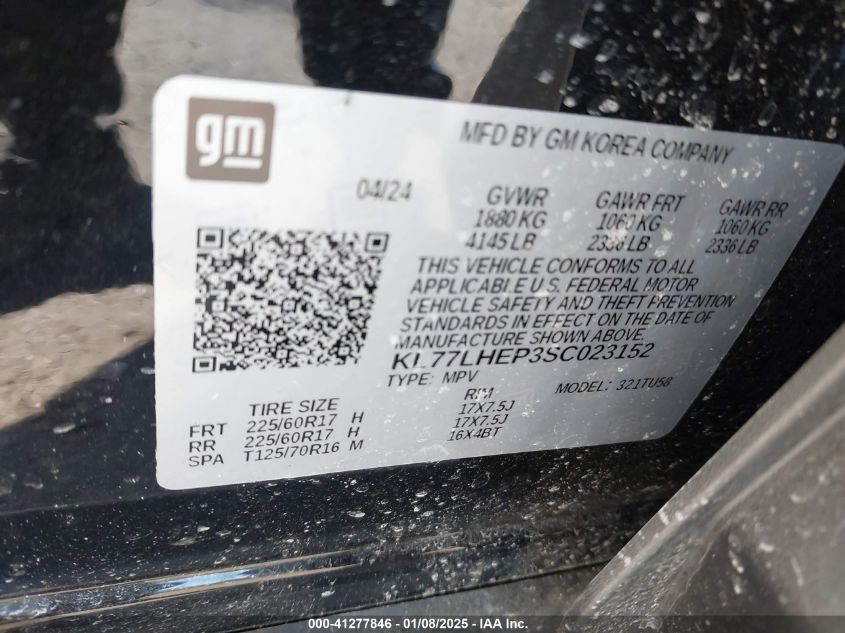 gm
MFD BY GM KOREA COMPANY
04/24
GVWR GAWR FRT GAWR RR
1880 KG 1060 KG 1060 KG
4145 LB 2336 LB 2336 LB
THIS VEHICLE CONFORMS TO ALL
APPLICABLE U.S. FEDERAL MOTOR
VEHICLE SAFETY AND THEFT PREVENTION
STANDARDS IN EFFECT ON THE DATE OF
MANUFACTURE SHOWN ABOVE.
KL77LHEP3SC023152
TYPE: MPV MODEL: 321TU58
TIRE SIZE RIM
FRT 225/60R17 H 17X7.5J
RR 225/60R17 H 17X7.5J
SPA T125/70R16 M 16X4BT
000-41277846 - 01/08/2025 - IAA Inc.